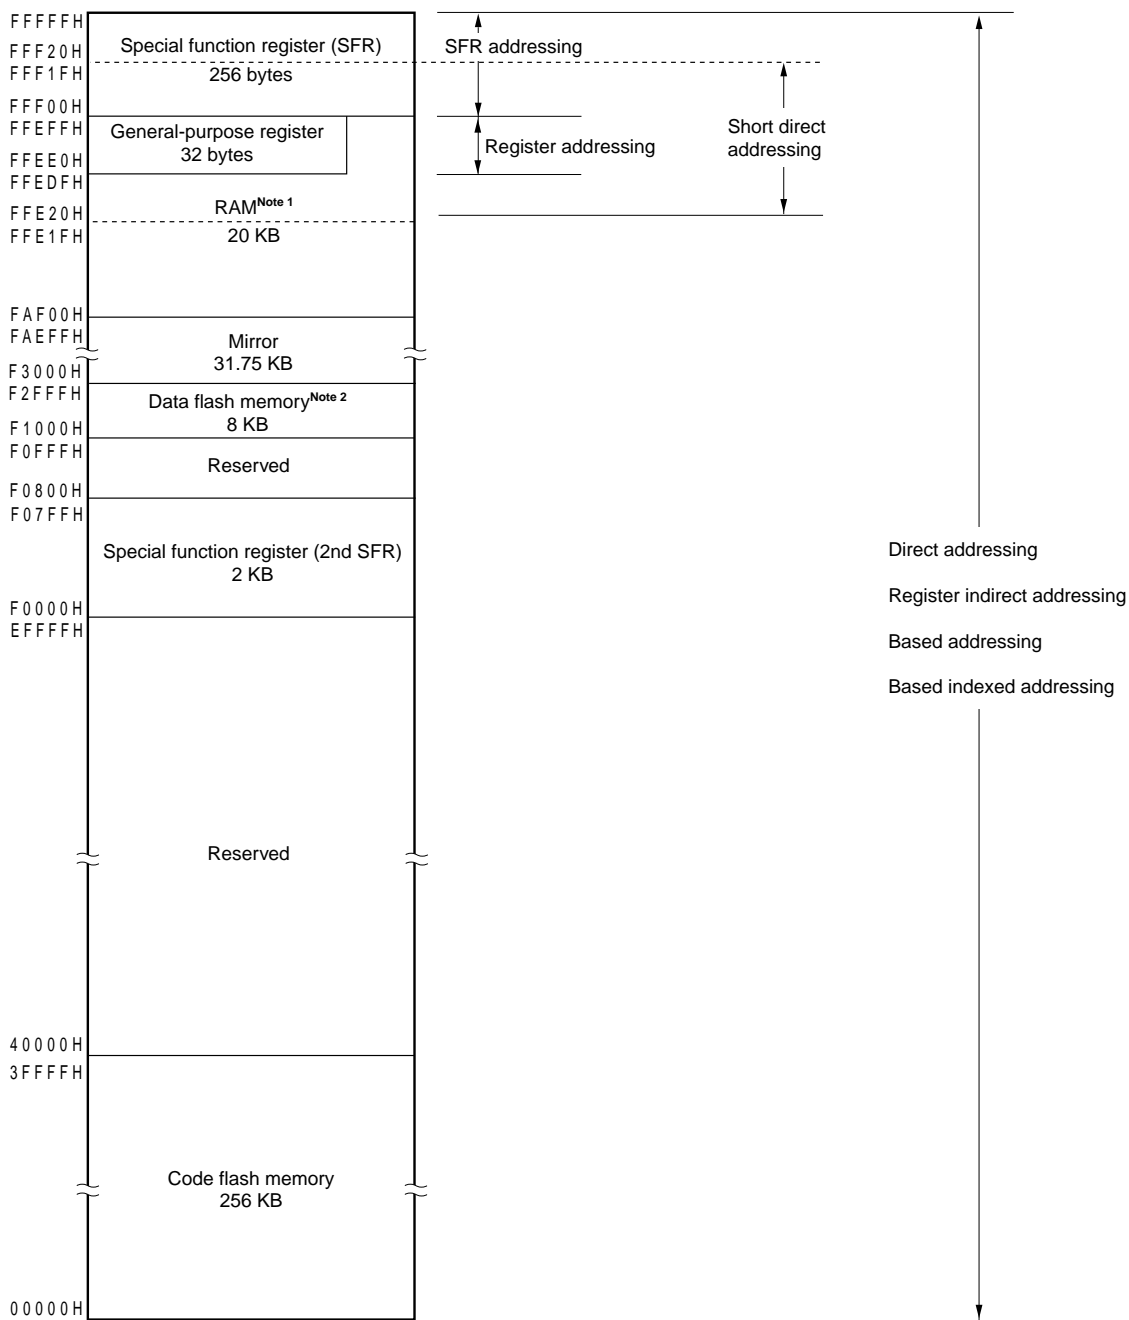 FFFFFH
Special function register (SFR)
SFR addressing
FFF20H
FFF1FH
256 bytes
FFF00H
FFEFFH
General-purpose register
32 bytes
Register addressing
Short direct
addressing
FFEE0H
FFEDFH
RAMNote 1
FFE20H
FFE1FH
20 KB
FAF00H
FAEFFH
Mirror
31.75 KB
F3000H
F2FFFH
Data flash memoryNote 2
8 KB
F1000H
F0FFFH
Reserved
F0800H
F07FFH
Special function register (2nd SFR)
2 KB
F0000H
EFFFFH
Direct addressing
Register indirect addressing
Based addressing
Based indexed addressing
Reserved
40000H
3FFFFH
Code flash memory
256 KB
00000H